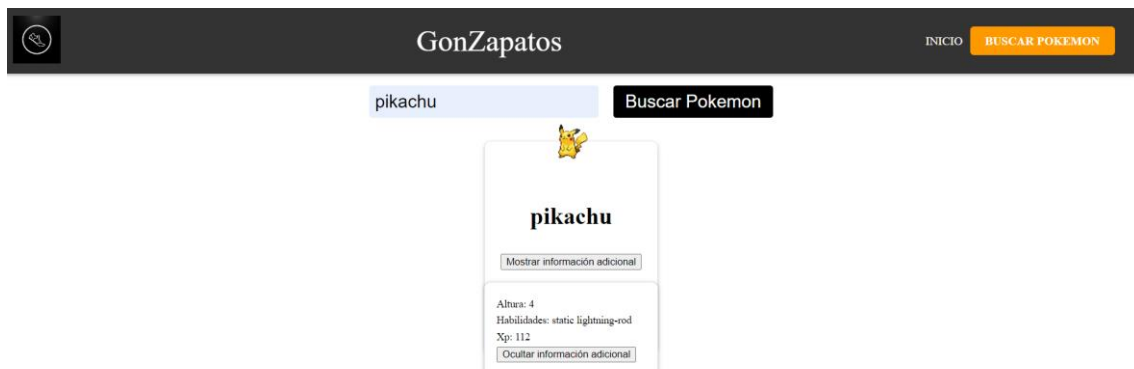 GonZapatos
INICIO BUSCAR POKEMON
pikachu Buscar Pokemon
pikachu
Mostrar información adicional
Altura: 4
Habilidades: static lightning-rod
Xp: 112
Ocultar información adicional